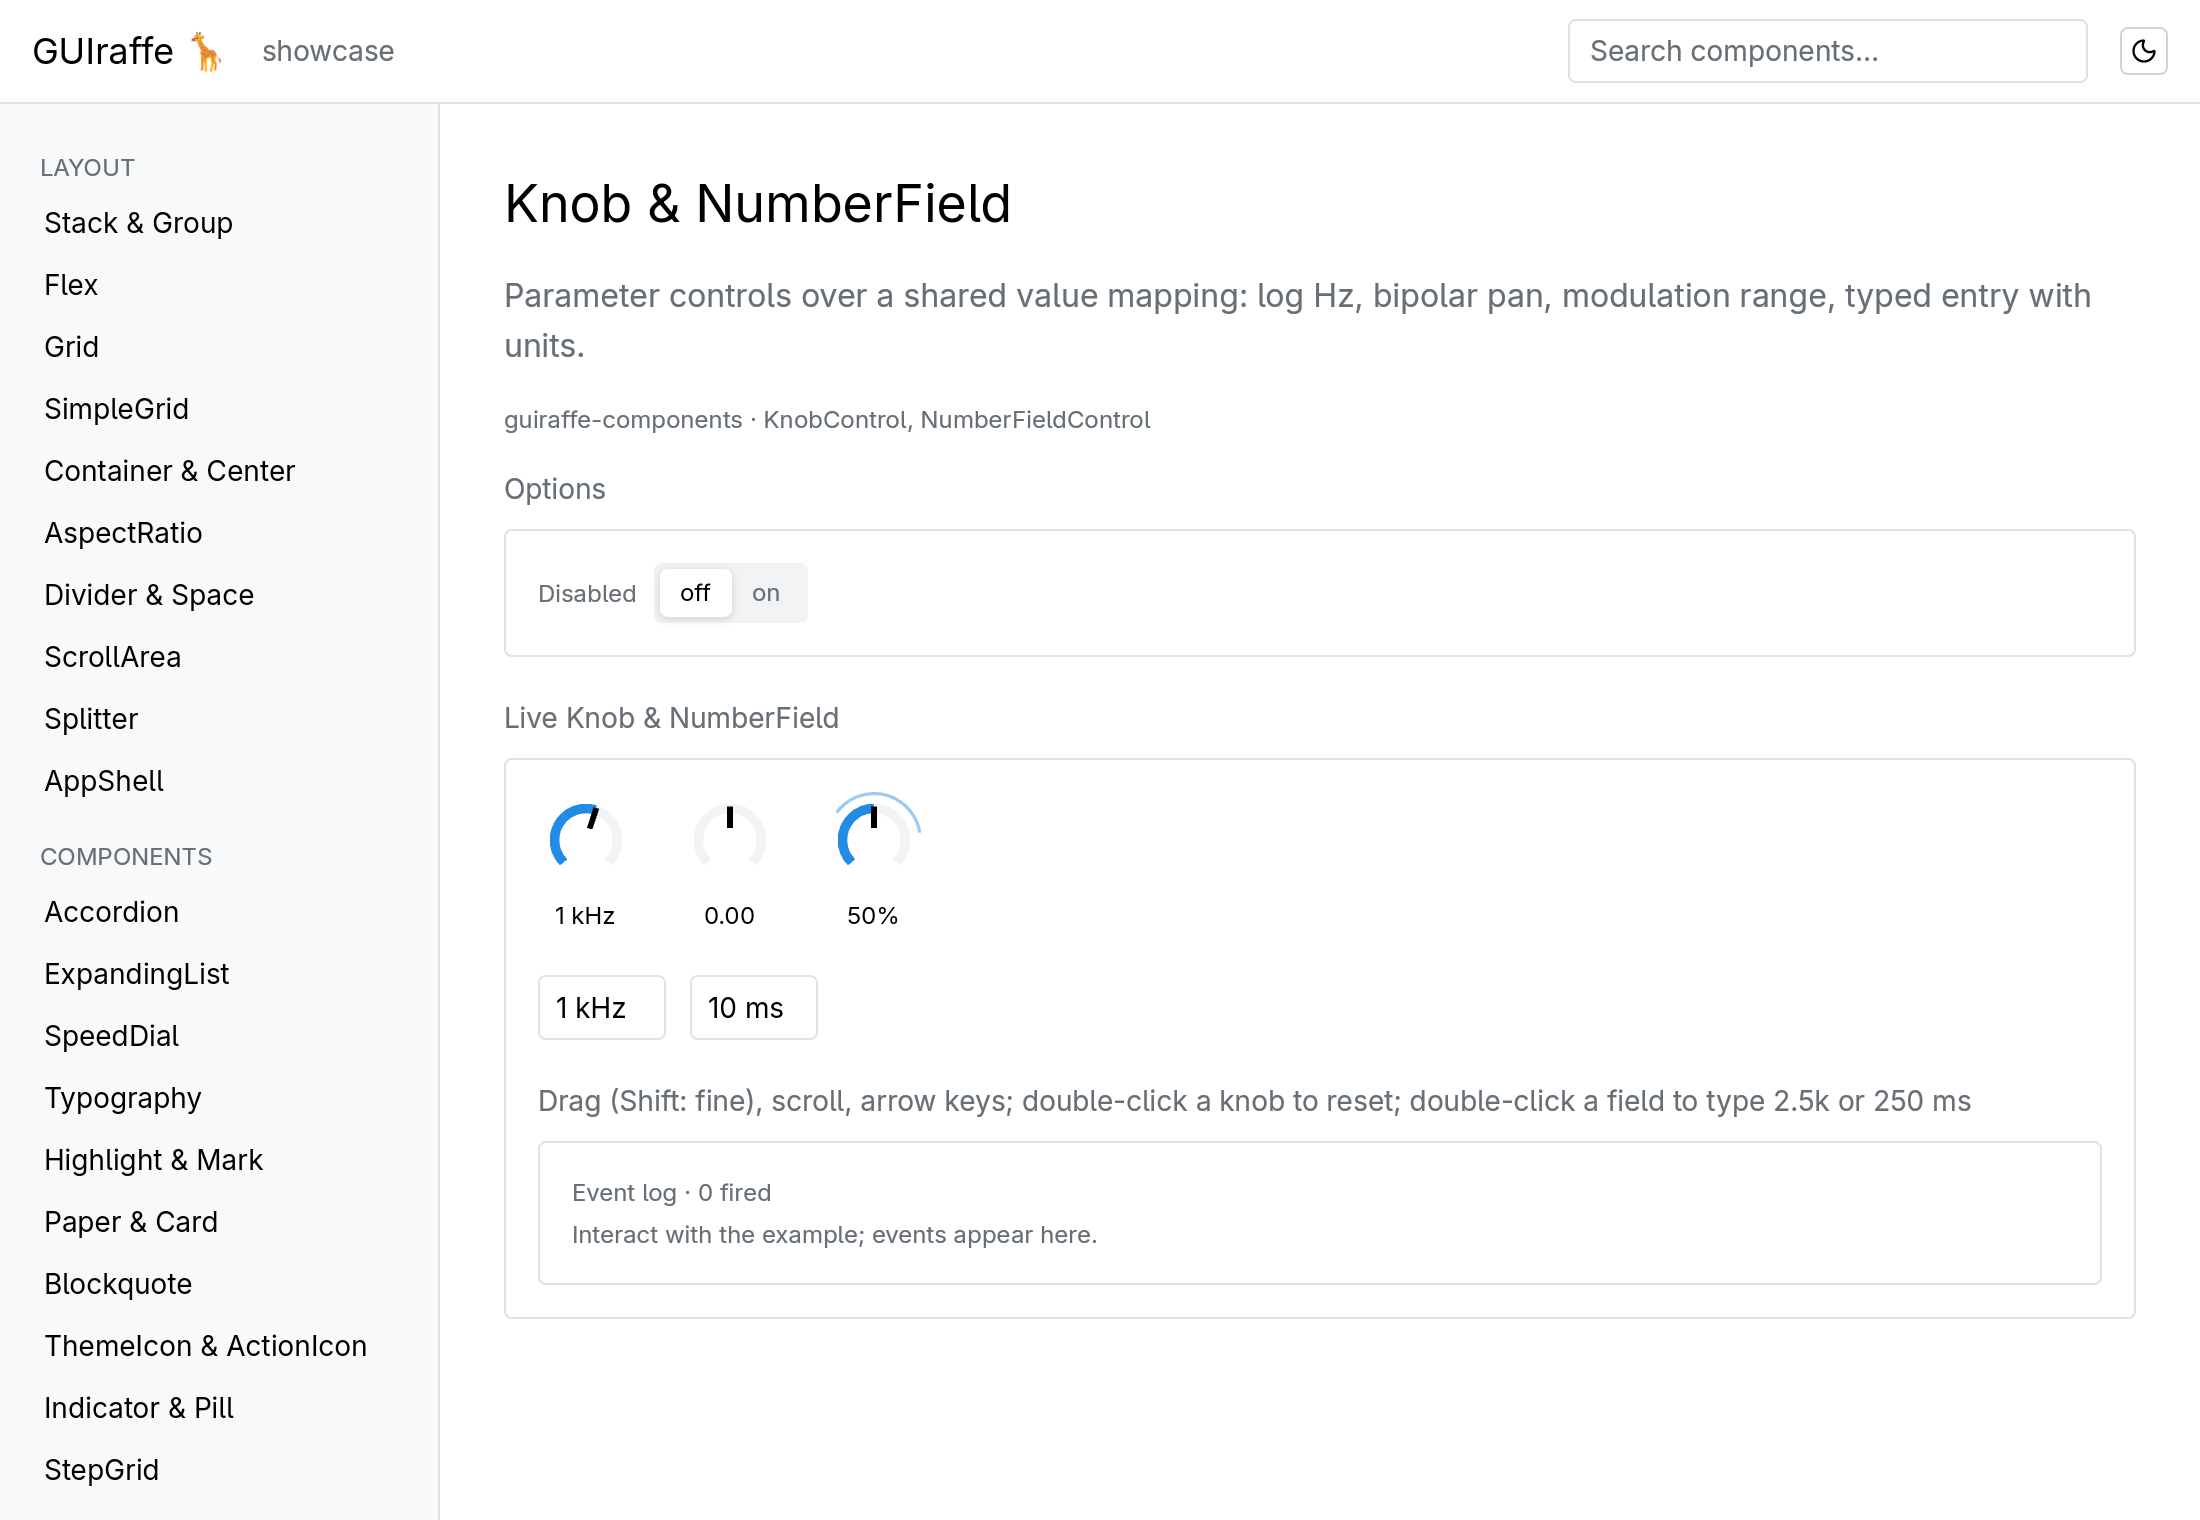 GUIraffe 🦒 showcase
Search components...
LAYOUT
Stack & Group
Flex
Grid
SimpleGrid
Container & Center
AspectRatio
Divider & Space
ScrollArea
Splitter
AppShell
COMPONENTS
Accordion
ExpandingList
SpeedDial
Typography
Highlight & Mark
Paper & Card
Blockquote
ThemeIcon & ActionIcon
Indicator & Pill
StepGrid
Knob & NumberField
Parameter controls over a shared value mapping: log Hz, bipolar pan, modulation range, typed entry with
units.
guiraffe-components · KnobControl, NumberFieldControl
Options
Disabled off on
Live Knob & NumberField
1 kHz 0.00 50%
1 kHz 10 ms
Drag (Shift: fine), scroll, arrow keys; double-click a knob to reset; double-click a field to type 2.5k or 250 ms
Event log · 0 fired
Interact with the example; events appear here.